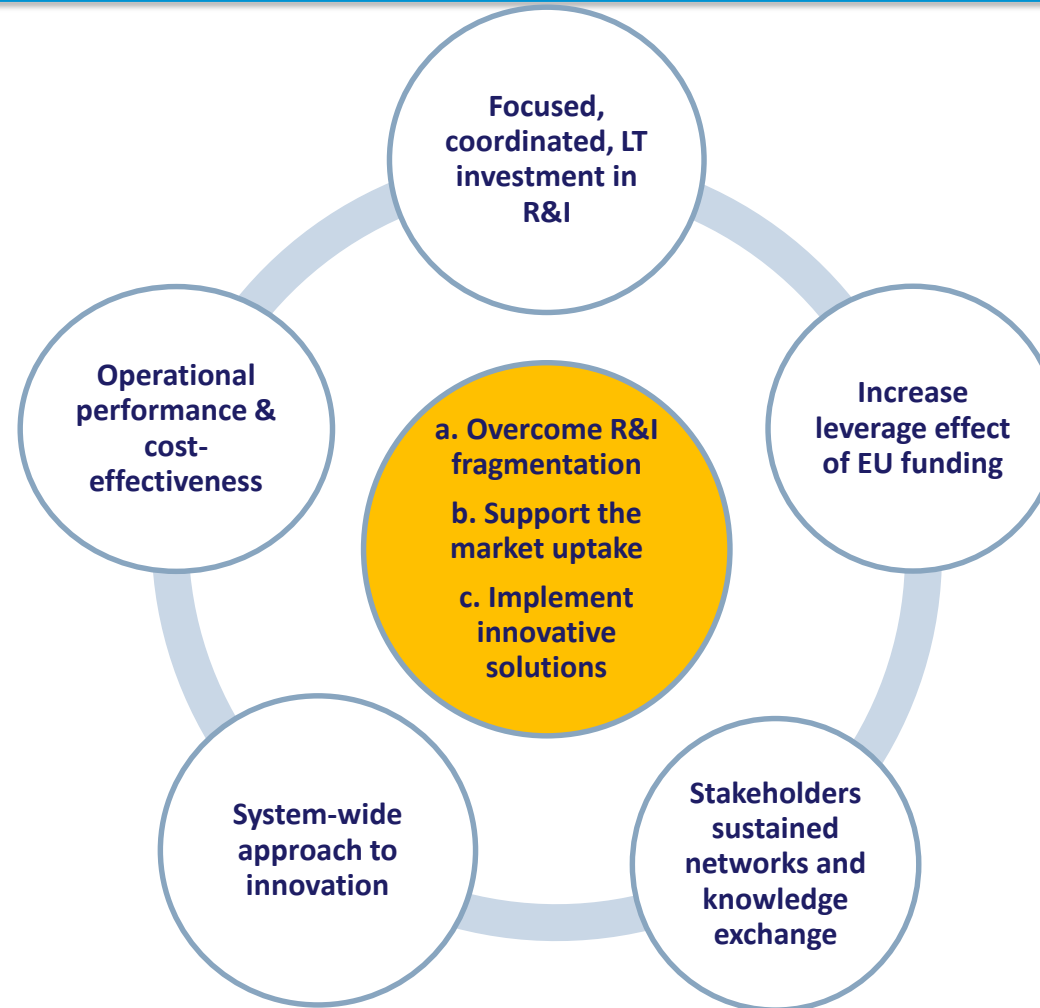 Focused,
coordinated, LT
investment in
R&I
Increase
leverage effect
of EU funding
Stakeholders
sustained
networks and
knowledge
exchange
System-wide
approach to
innovation
Operational
performance &
cost-
effectiveness
a. Overcome R&I
fragmentation
b. Support the
market uptake
c. Implement
innovative
solutions